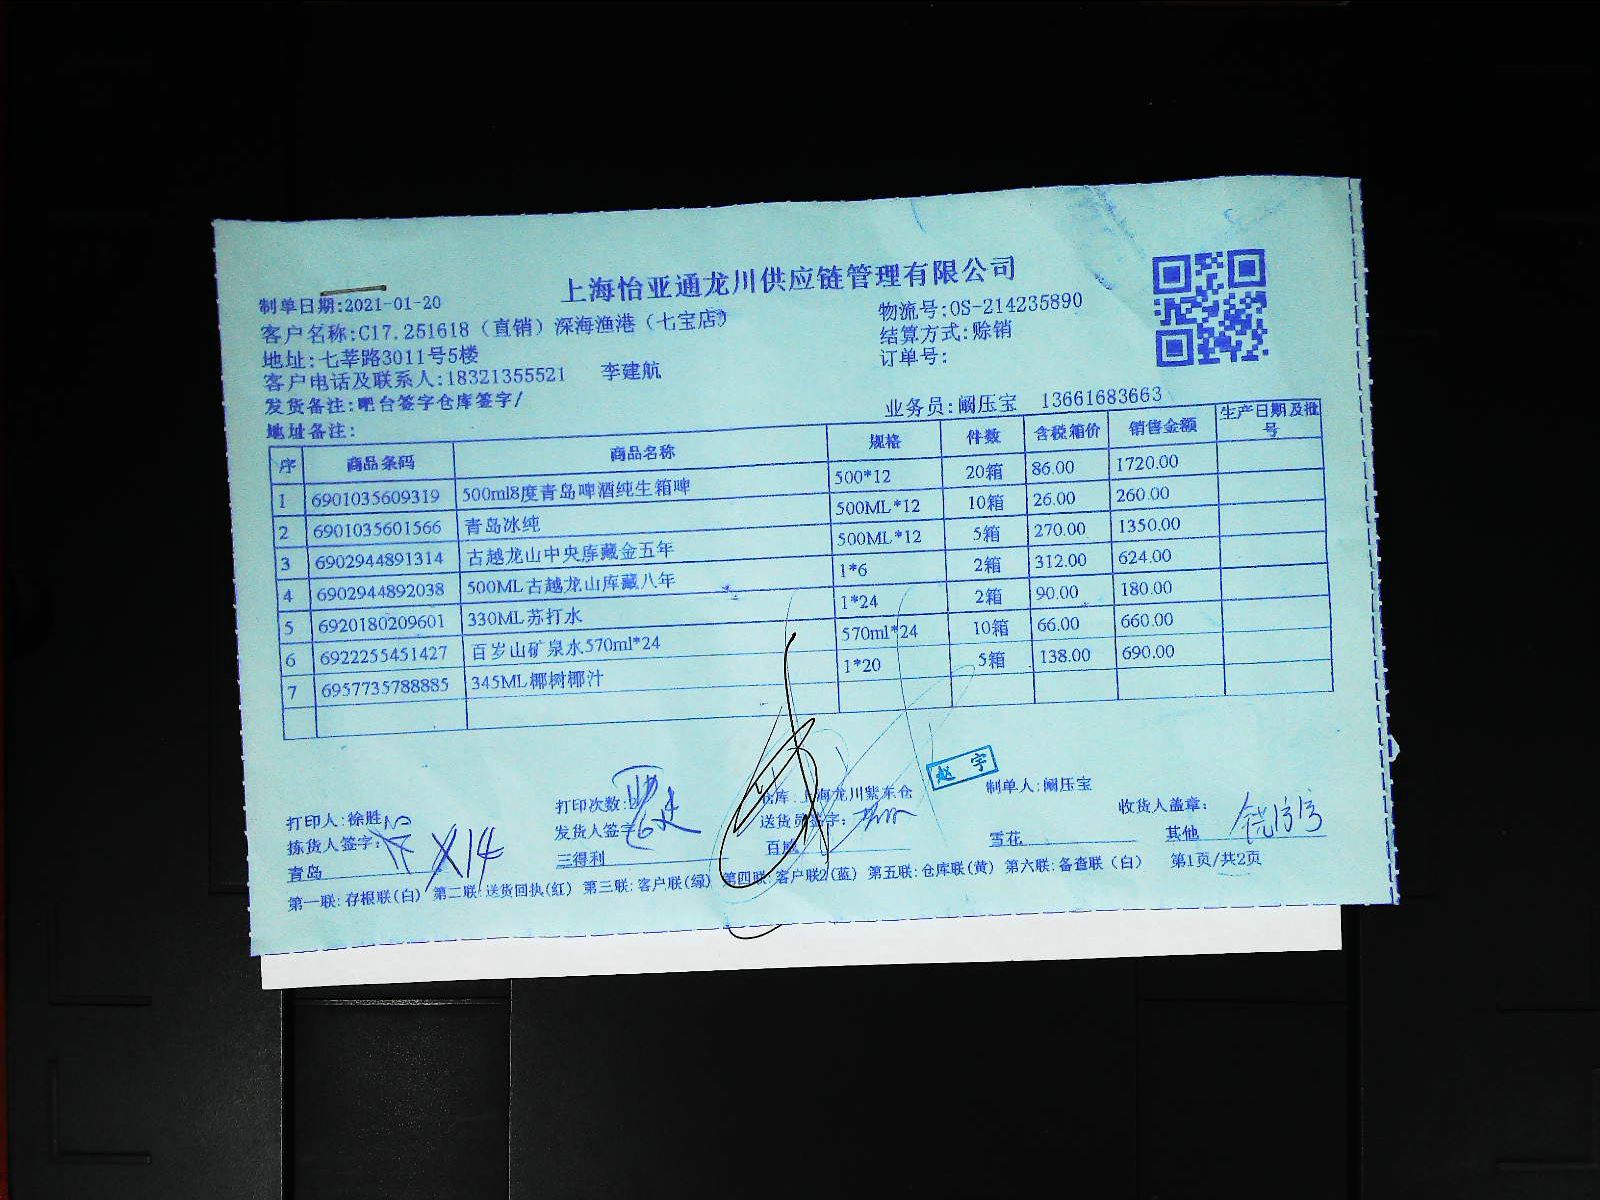 上海怡亚通龙川供应链管理有限公司
制单日期:2021-01-20
物流号:OS-214235890
客户名称:C17.251618（直销）深海渔港（七宝店）
结算方式:赊销
地址:七莘路3011号5楼
订单号:
客户电话及联系人:18321355521 李建航
发货备注:吧台签字仓库签字/
业务员:阚压宝 13661683663
地址备注:
序 商品条码 商品名称 规格 件数 含税箱价 销售金额 生产日期及批号
1 6901035609319 500ml8度青岛啤酒纯生箱啤 500*12 20箱 86.00 1720.00
2 6901035601566 青岛冰纯 500ML*12 10箱 26.00 260.00
3 6902944891314 古越龙山中央库藏金五年 500ML*12 5箱 270.00 1350.00
4 6902944892038 500ML古越龙山库藏八年 1*6 2箱 312.00 624.00
5 6920180209601 330ML苏打水 1*24 2箱 90.00 180.00
6 6922255451427 百岁山矿泉水570ml*24 570ml*24 10箱 66.00 660.00
7 6957735788885 345ML椰树椰汁 1*20 5箱 138.00 690.00
赵宇
打印人:徐胜 打印次数: 仓库:上海龙川紫东仓 制单人:阚压宝
拣货人签字: X14 发货人签字: 送货员签字: 收货人盖章:
青岛 三得利 百威 雪花 其他
第一联:存根联(白) 第二联:送货回执(红) 第三联:客户联(绿) 第四联:客户联2(蓝) 第五联:仓库联(黄) 第六联:备查联(白) 第1页/共2页